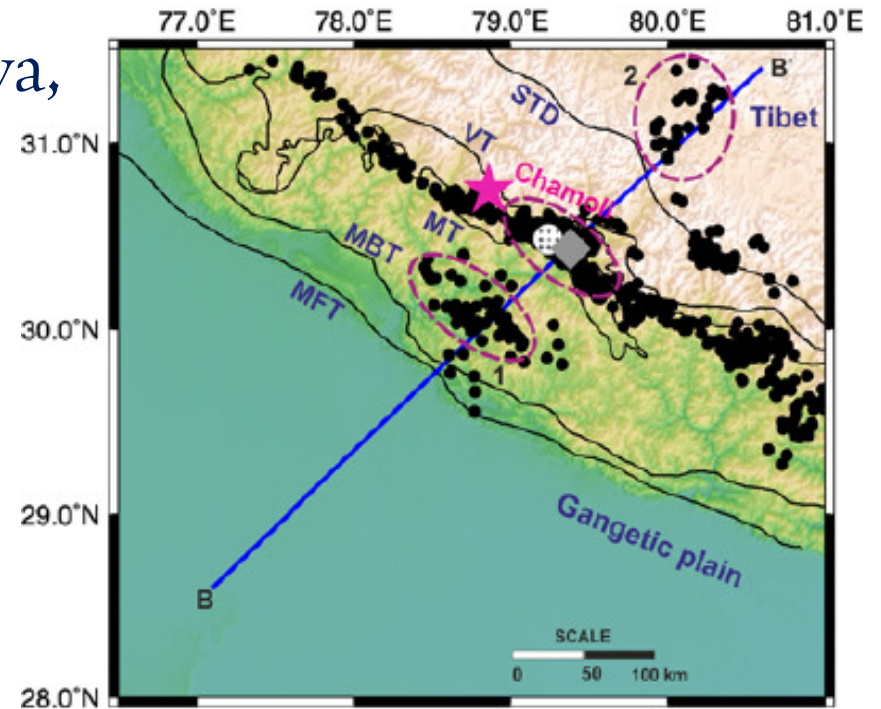 77.0°E 78.0°E 79.0°E 80.0°E 81.0°E
va,
2
B'
STD
Tibet
31.0°N
VT
Chamoli
MT
MBT
MFT
30.0°N
1
29.0°N
Gangetic plain
B
SCALE
0 50 100 km
28.0°N